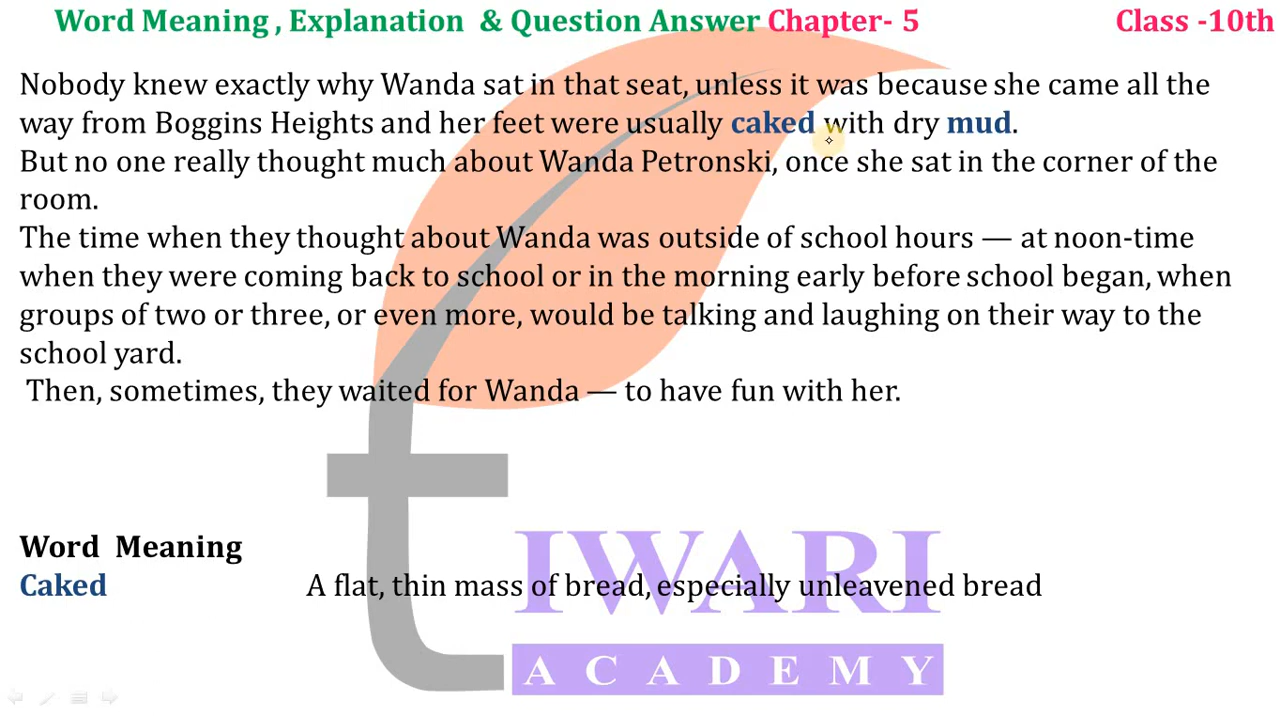 Word Meaning , Explanation & Question Answer Chapter- 5 Class -10th
Nobody knew exactly why Wanda sat in that seat, unless it was because she came all the
way from Boggins Heights and her feet were usually caked with dry mud.
But no one really thought much about Wanda Petronski, once she sat in the corner of the
room.
The time when they thought about Wanda was outside of school hours — at noon-time
when they were coming back to school or in the morning early before school began, when
groups of two or three, or even more, would be talking and laughing on their way to the
school yard.
Then, sometimes, they waited for Wanda — to have fun with her.
Word Meaning
Caked A flat, thin mass of bread, especially unleavened bread
tIWARI
ACADEMY